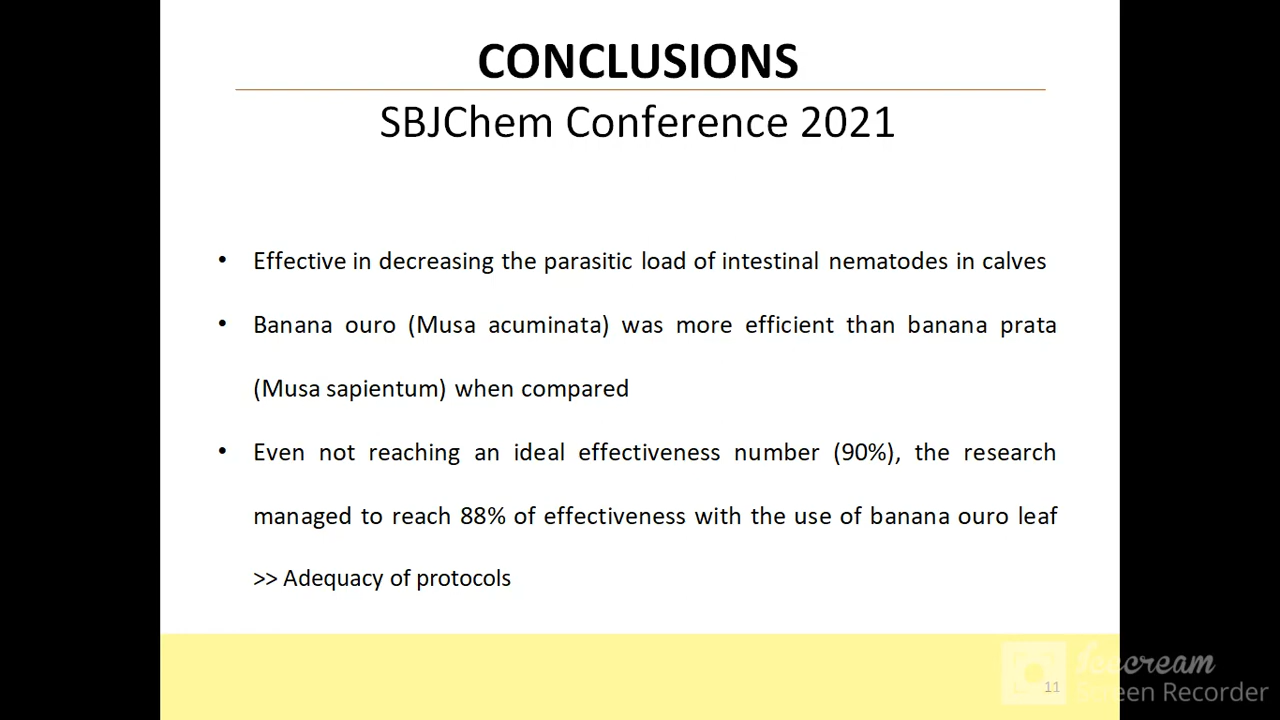 CONCLUSIONS
SBJChem Conference 2021
• Effective in decreasing the parasitic load of intestinal nematodes in calves
• Banana ouro (Musa acuminata) was more efficient than banana prata
(Musa sapientum) when compared
• Even not reaching an ideal effectiveness number (90%), the research
managed to reach 88% of effectiveness with the use of banana ouro leaf
>> Adequacy of protocols
Icecream
11
Screen Recorder